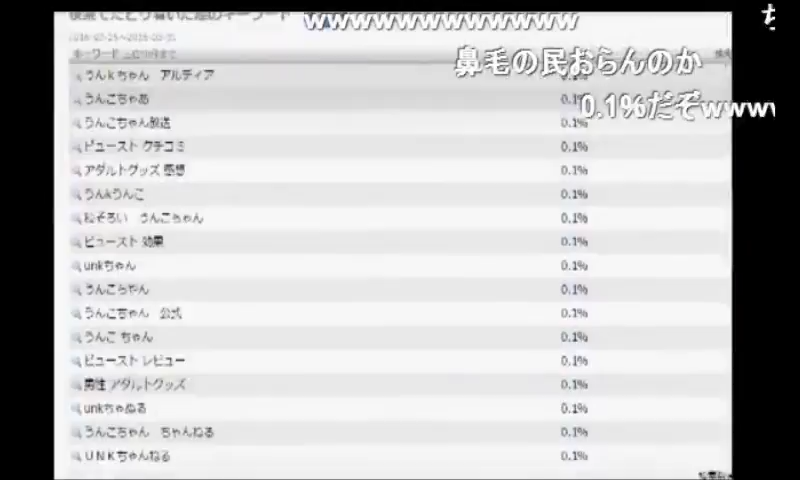 wwwwwwwwwwwwww
キーワード
鼻毛の民おらんのか
うんkちゃん　アルディア 0.1%
0.1%だぞwwww
うんこちゃあ 0.1%
うんこちゃん放送 0.1%
ビュースト クチコミ 0.1%
アダルトグッズ 感想 0.1%
うんkうんこ 0.1%
松そろい　うんこちゃん 0.1%
ビュースト 効果 0.1%
unkちゃん 0.1%
うんこらやん 0.1%
うんこちゃん　公式 0.1%
うんこ ちゃん 0.1%
ビュースト レビュー 0.1%
男性 アダルトグッズ 0.1%
unkちゃぬる 0.1%
うんこちゃん　ちゃんねる 0.1%
UNKちゃんねる 0.1%